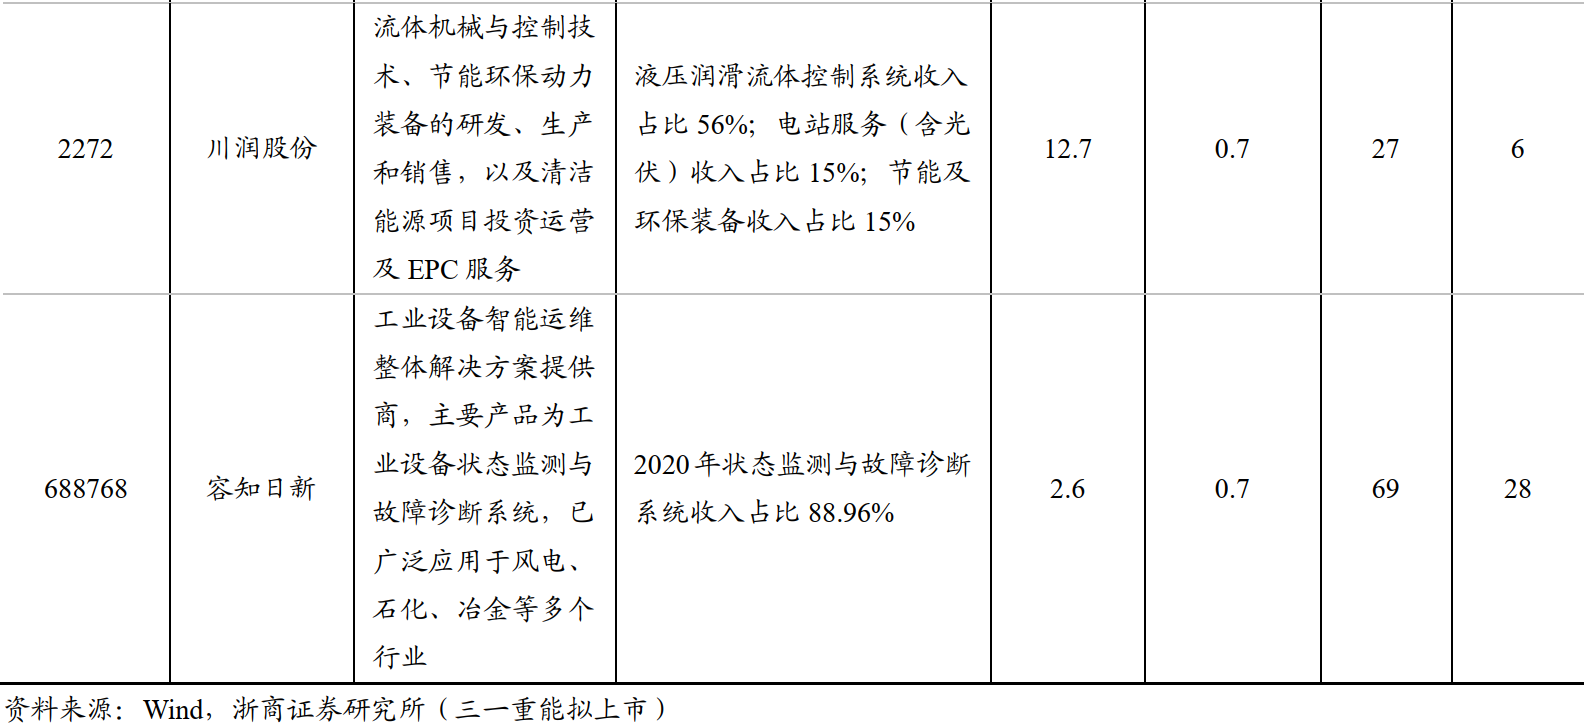 流体机械与控制技
术、节能环保动力
装备的研发、生产
和销售，以及清洁
能源项目投资运营
及 EPC 服务
2272
川润股份
液压润滑流体控制系统收入
占比 56%；电站服务（含光
伏）收入占比 15%；节能及
环保装备收入占比 15%
12.7
0.7
27
6
688768
容知日新
工业设备智能运维
整体解决方案提供
商，主要产品为工
业设备状态监测与
故障诊断系统，已
广泛应用于风电、
石化、冶金等多个
行业
2020 年状态监测与故障诊断
系统收入占比 88.96%
2.6
0.7
69
28
资料来源：Wind，浙商证券研究所（三一重能拟上市）